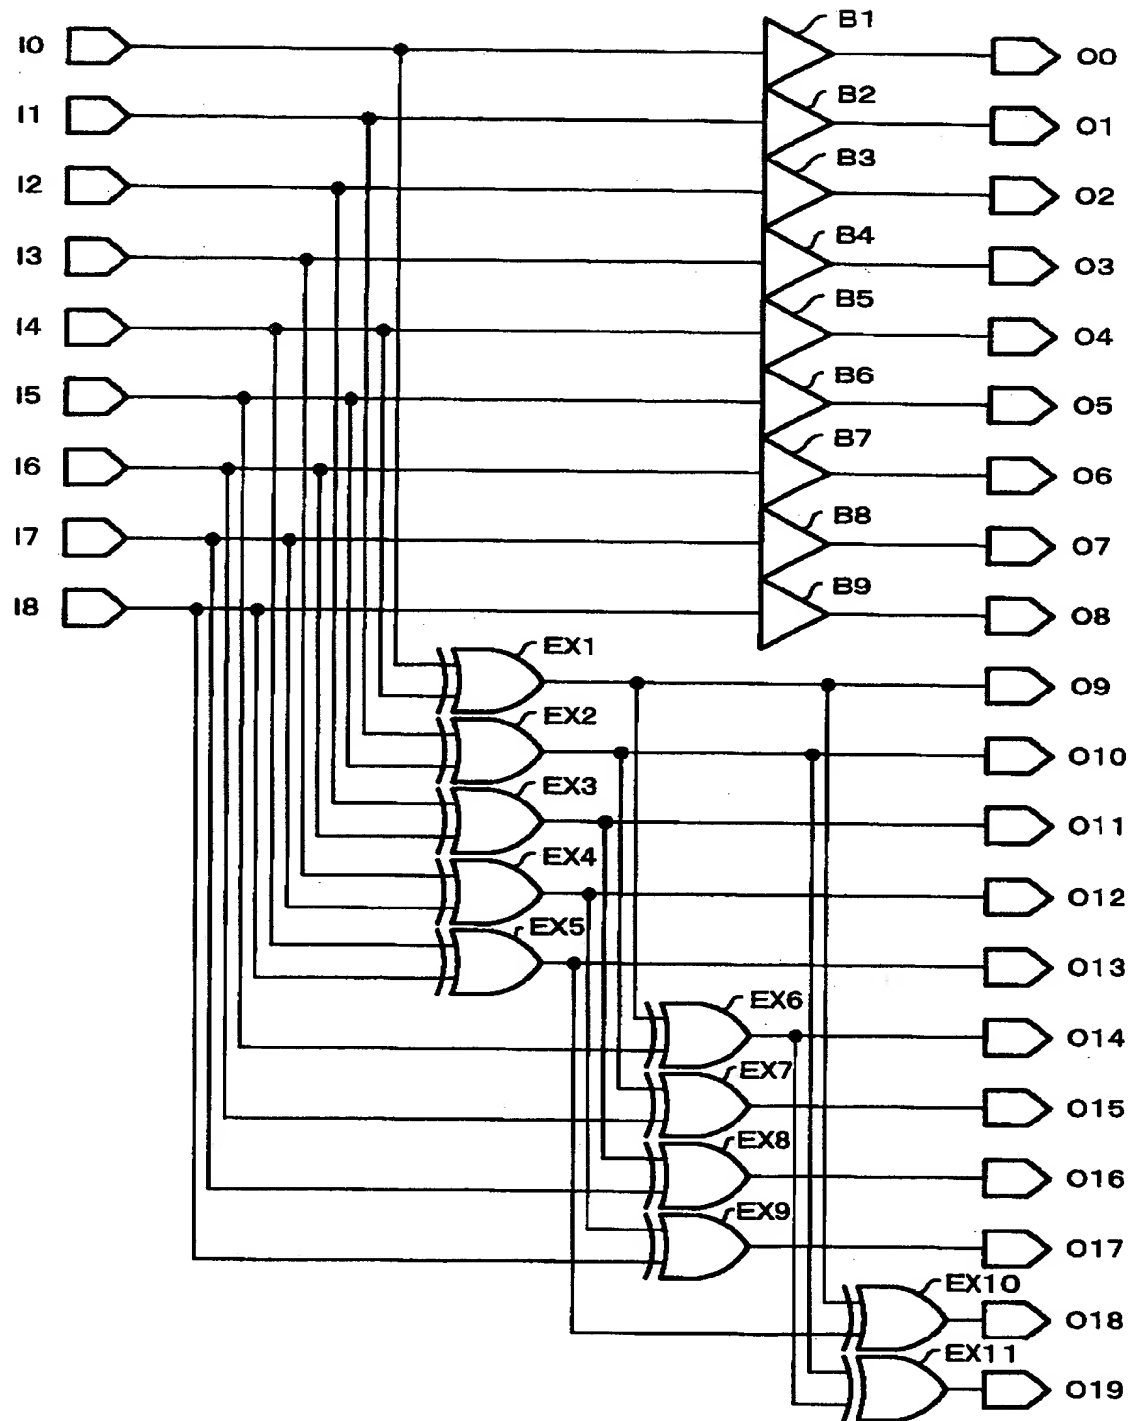 I0 B1 O0
I1 B2 O1
I2 B3 O2
I3 B4 O3
I4 B5 O4
I5 B6 O5
I6 B7 O6
I7 B8 O7
I8 B9 O8
EX1 O9
EX2 O10
EX3 O11
EX4 O12
EX5 O13
EX6 O14
EX7 O15
EX8 O16
EX9 O17
EX10 O18
EX11 O19